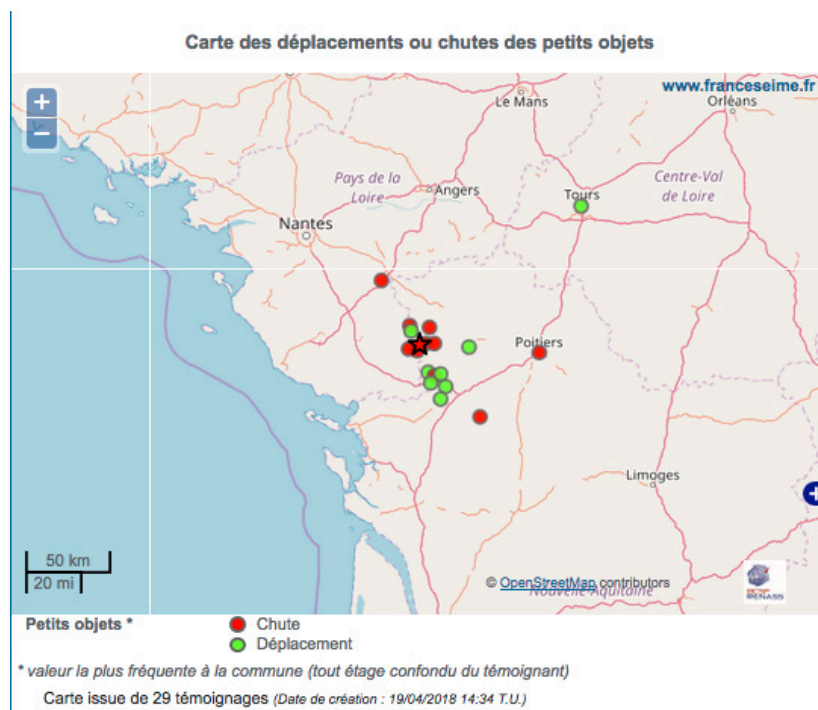 Carte des déplacements ou chutes des petits objets
www.franceseime.fr
+
−
Le Mans
Orléans
Pays de la
Loire
Angers
Tours
Centre-Val
de Loire
Nantes
Poitiers
Limoges
50 km
20 mi
© OpenStreetMap contributors
Nouvelle-Aquitaine
RENASS
Petits objets *
Chute
Déplacement
* valeur la plus fréquente à la commune (tout étage confondu du témoignant)
Carte issue de 29 témoignages (Date de création : 19/04/2018 14:34 T.U.)